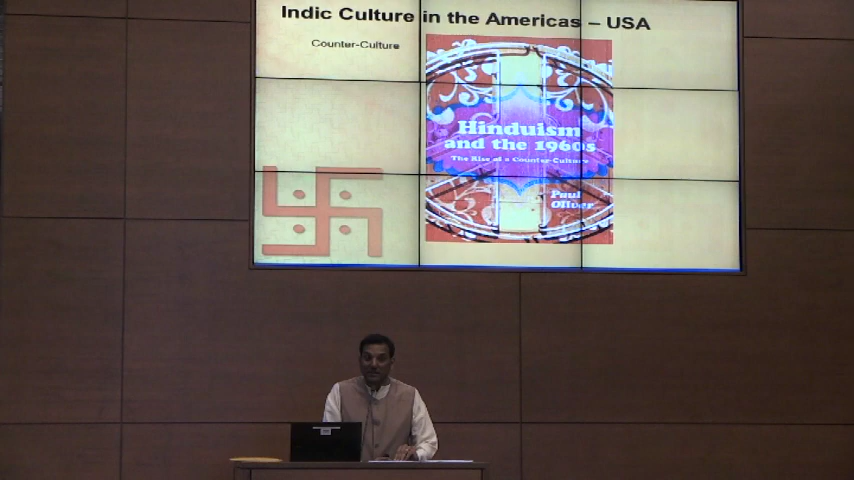 Indic Culture in the Americas – USA
Counter-Culture
Hinduism
and the 1960s
The Rise of a Counter-Culture
Paul
Oliver